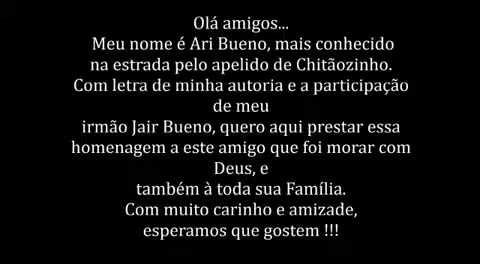 Olá amigos...
Meu nome é Ari Bueno, mais conhecido
na estrada pelo apelido de Chitãozinho.
Com letra de minha autoria e a participação
de meu
irmão Jair Bueno, quero aqui prestar essa
homenagem a este amigo que foi morar com
Deus, e
também à toda sua Família.
Com muito carinho e amizade,
esperamos que gostem !!!